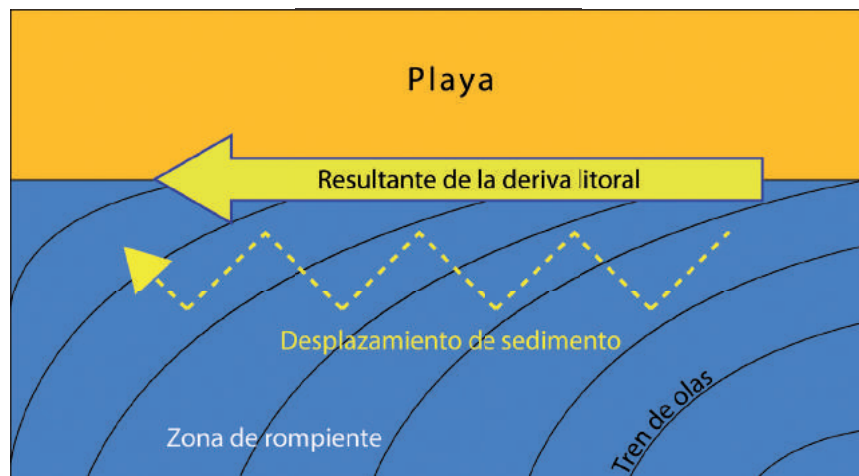 Playa
Resultante de la deriva litoral
Desplazamiento de sedimento
Zona de rompiente
Tren de olas